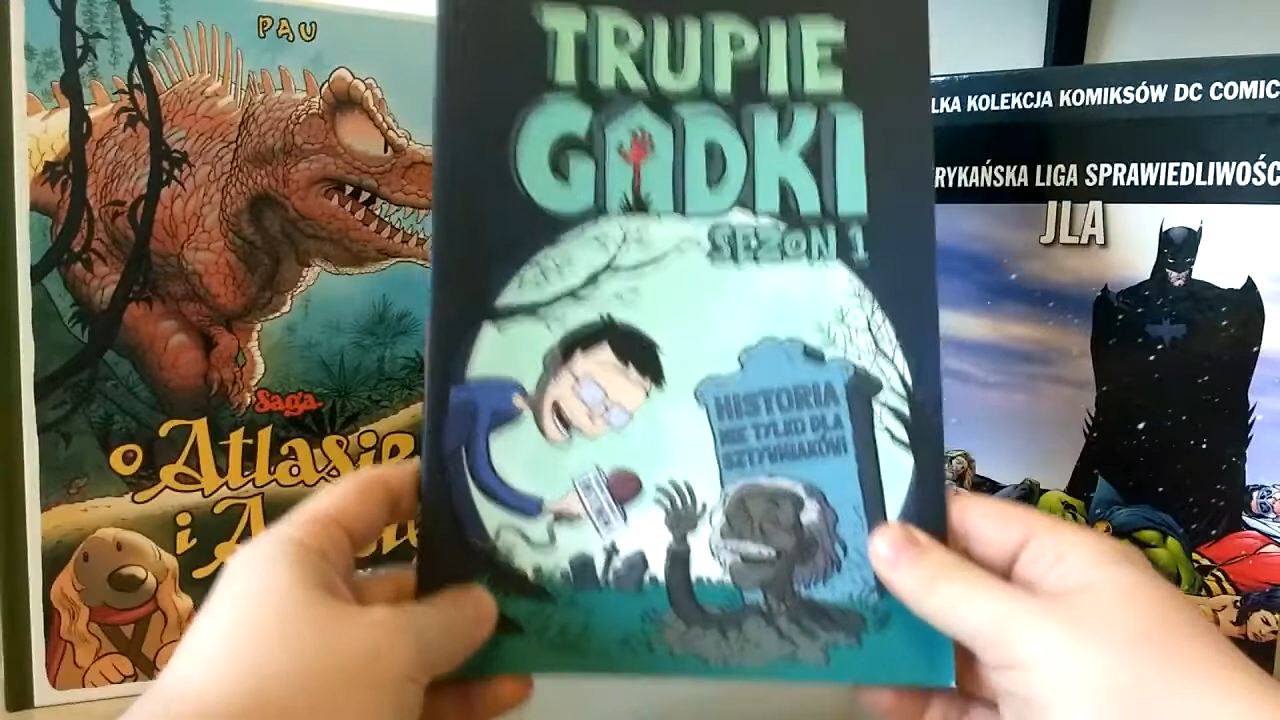 PAU
saga
o Atlasie
i A
TRUPIE
GADKI
SEZON 1
HISTORIA
NIE TYLKO DLA
SZTYWNIAKÓW!
LKA KOLEKCJA KOMIKSÓW DC COMIC
RYKAŃSKA LIGA SPRAWIEDLIWOŚC
JLA